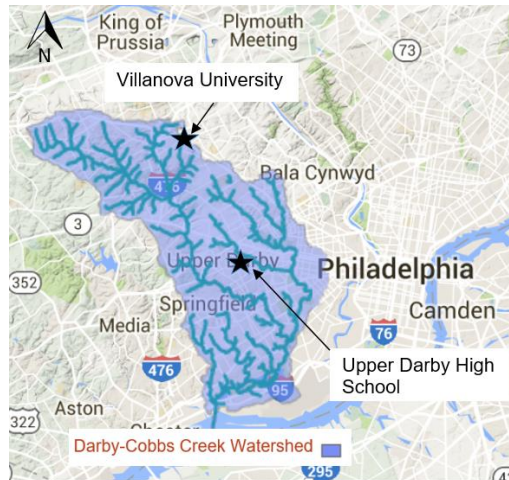 King of
Prussia
Plymouth
Meeting
73
N
Villanova University
Bala Cynwyd
476
3
Upper Darby
352
Philadelphia
Springfield
Camden
Media
76
476
Upper Darby High
School
95
Aston
322
Chester
Darby-Cobbs Creek Watershed
295